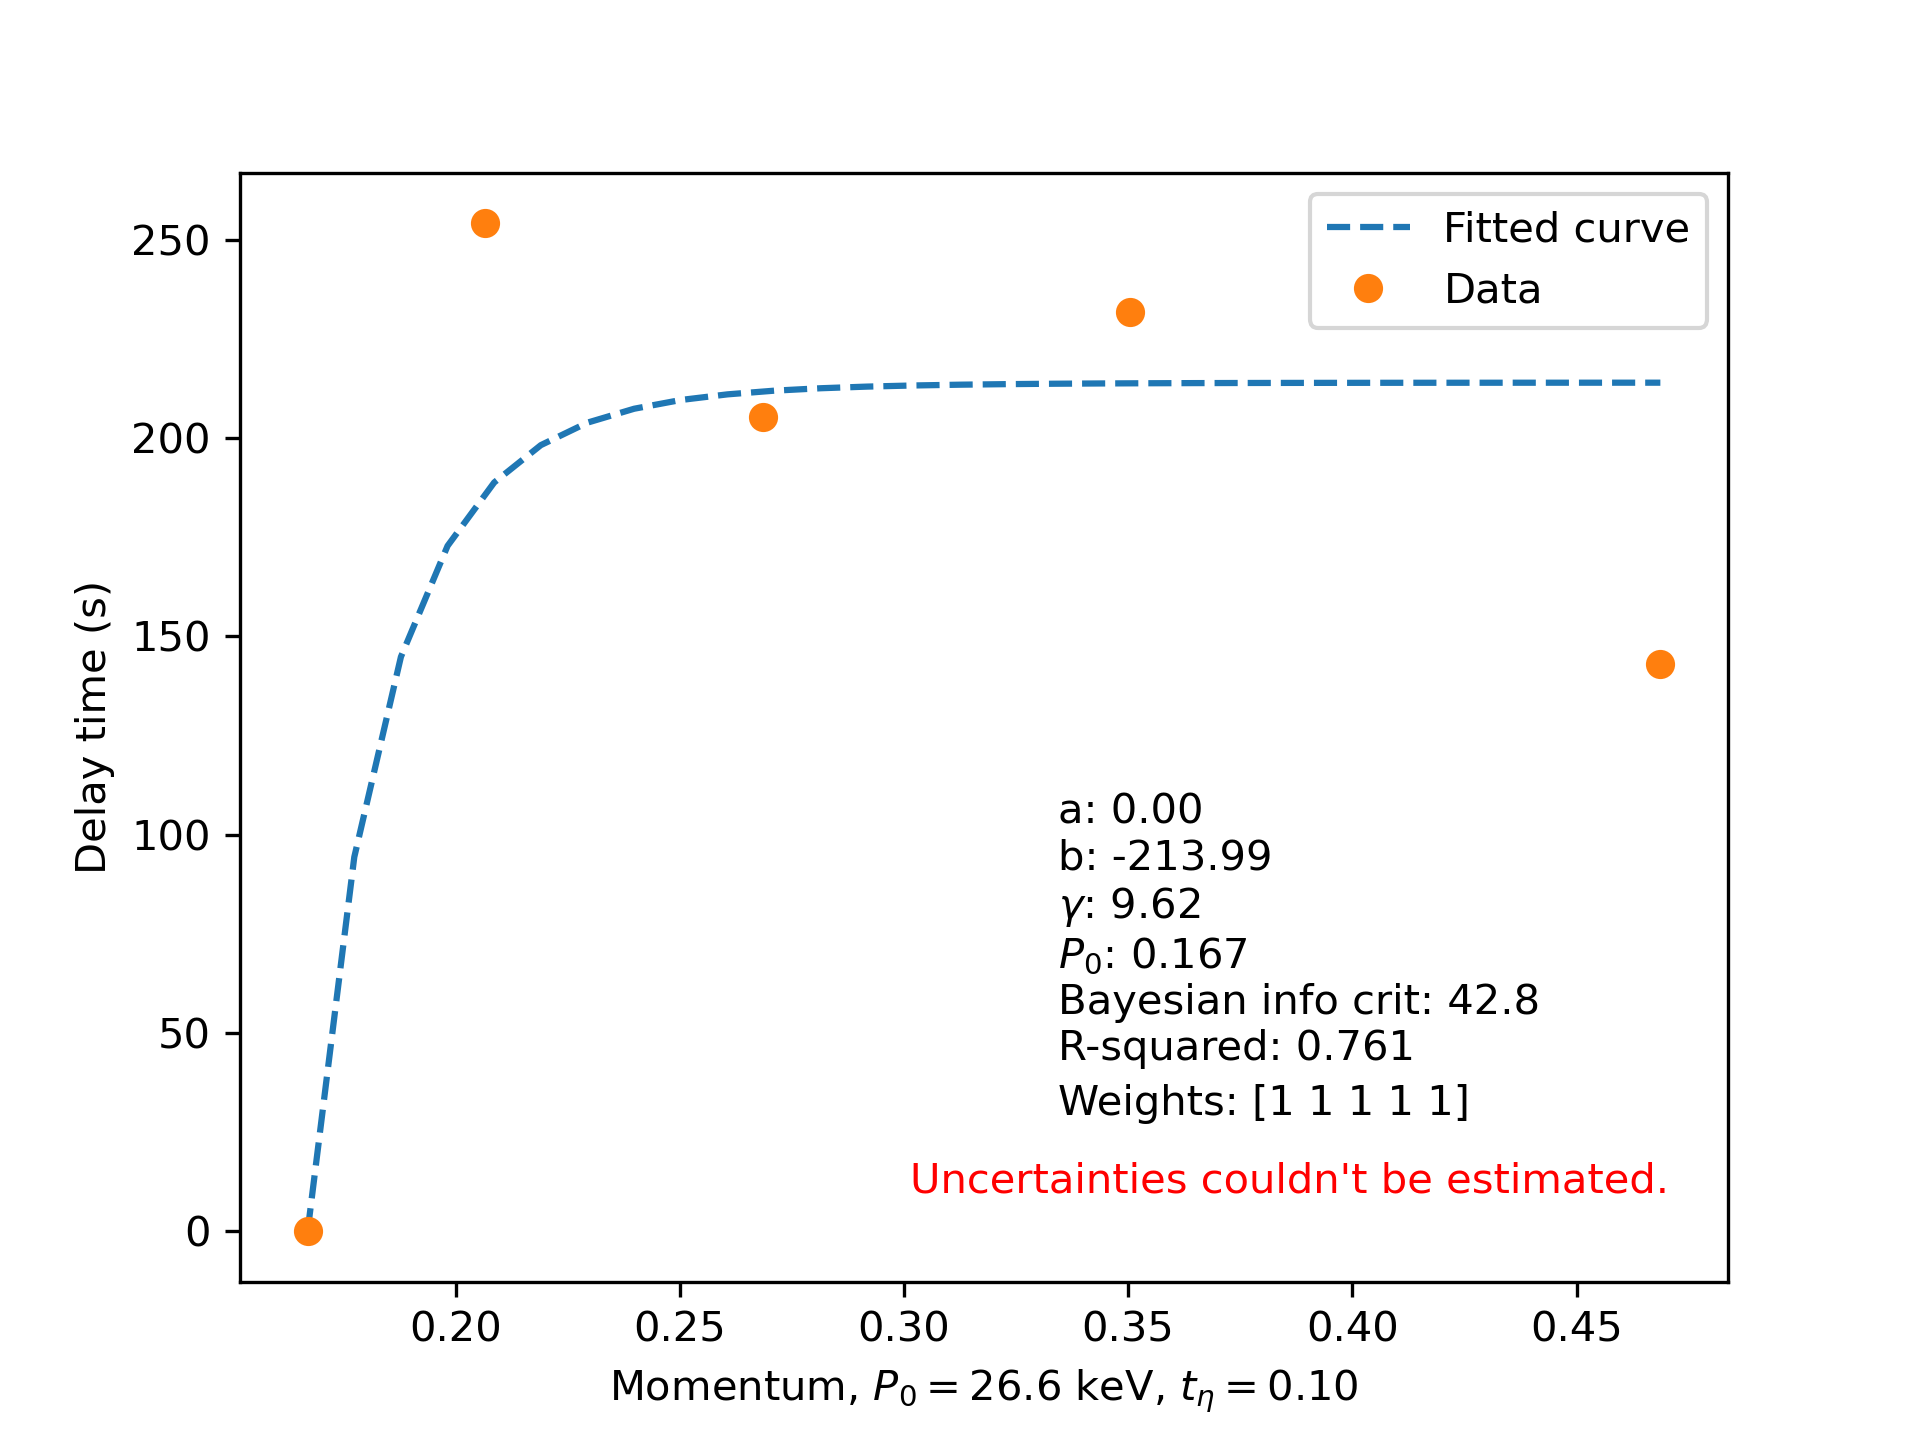 250
200
150
100
50
0
Delay time (s)
Fitted curve
Data
a: 0.00
b: -213.99
γ: 9.62
P₀: 0.167
Bayesian info crit: 42.8
R-squared: 0.761
Weights: [1 1 1 1 1]
Uncertainties couldn't be estimated.
0.20 0.25 0.30 0.35 0.40 0.45
Momentum, P₀ = 26.6 keV, tη = 0.10